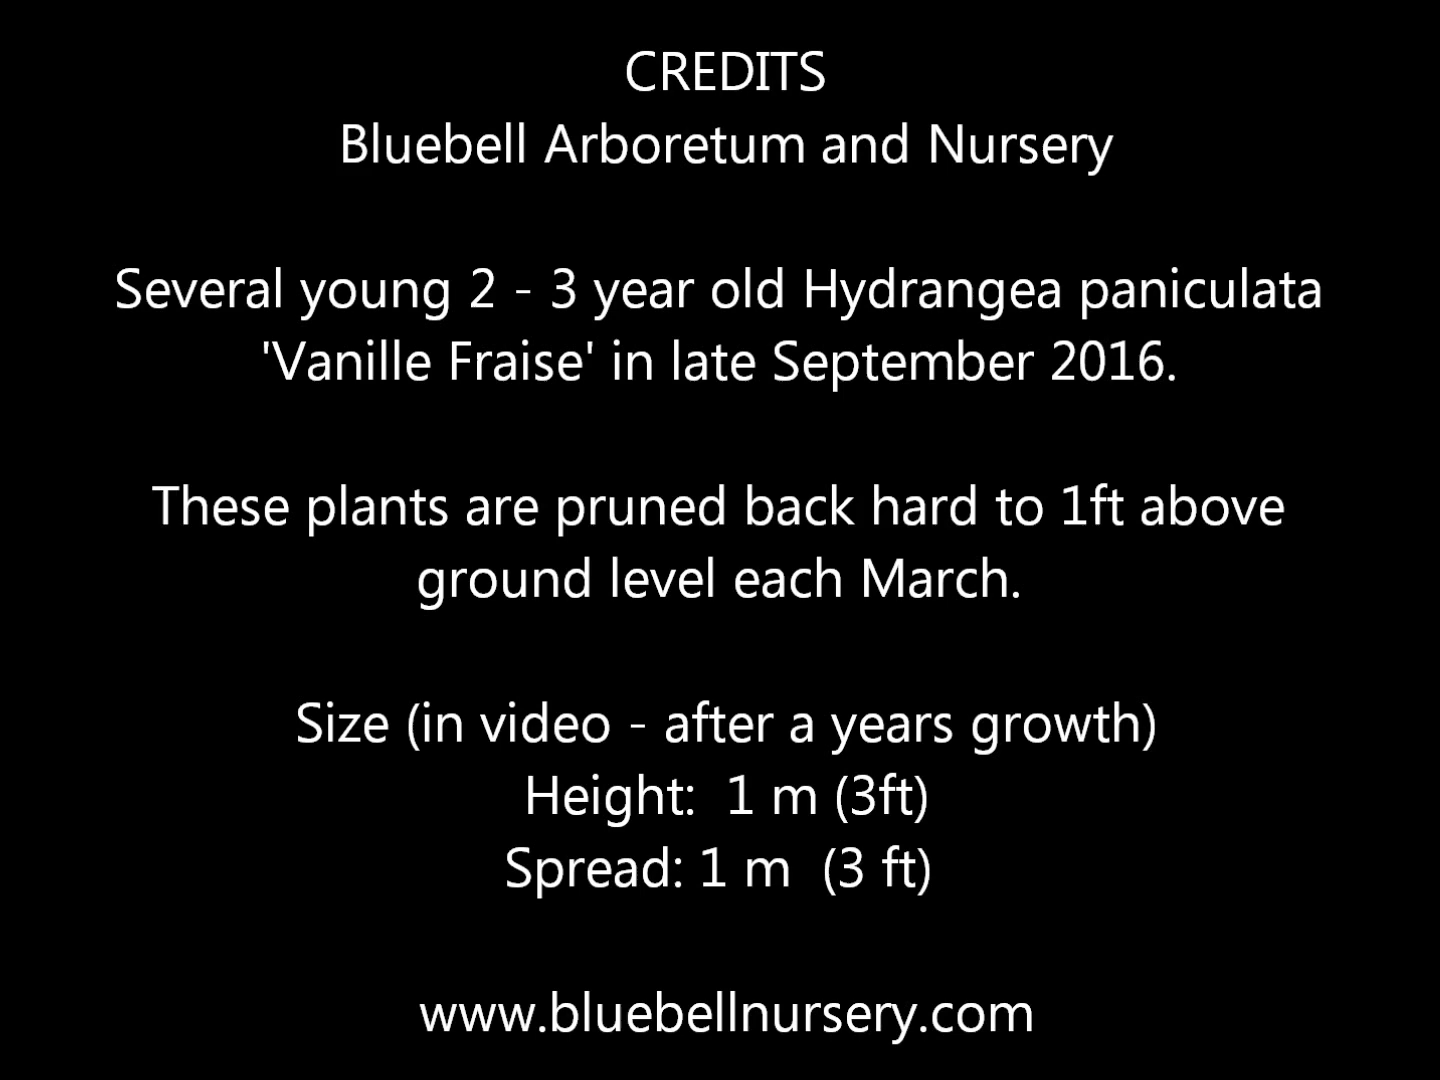 CREDITS
Bluebell Arboretum and Nursery
Several young 2 - 3 year old Hydrangea paniculata
'Vanille Fraise' in late September 2016.
These plants are pruned back hard to 1ft above
ground level each March.
Size (in video - after a years growth)
Height:  1 m (3ft)
Spread: 1 m  (3 ft)
www.bluebellnursery.com